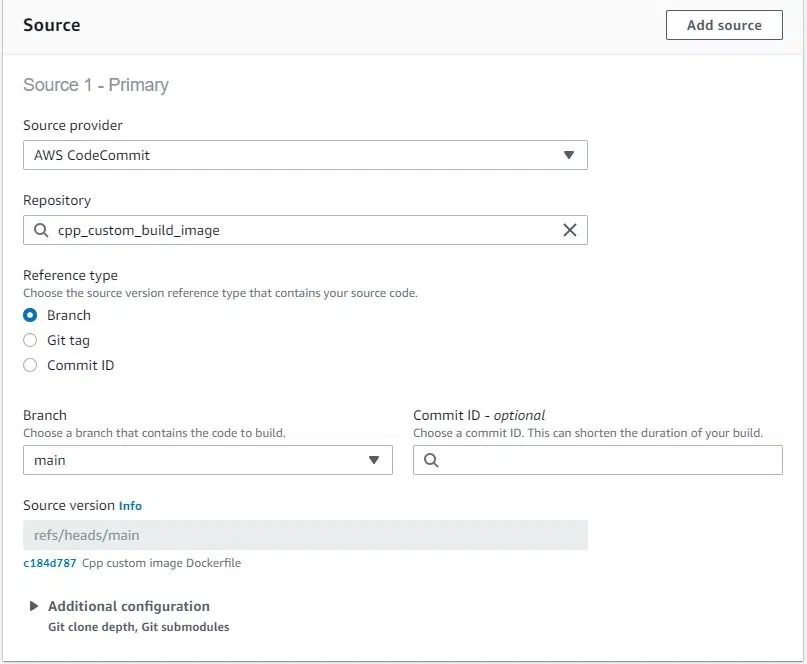 Source
Add source
Source 1 - Primary
Source provider
AWS CodeCommit
Repository
cpp_custom_build_image
Reference type
Choose the source version reference type that contains your source code.
Branch
Git tag
Commit ID
Branch
Choose a branch that contains the code to build.
main
Commit ID - optional
Choose a commit ID. This can shorten the duration of your build.
Source version Info
refs/heads/main
c184d787 Cpp custom image Dockerfile
Additional configuration
Git clone depth, Git submodules